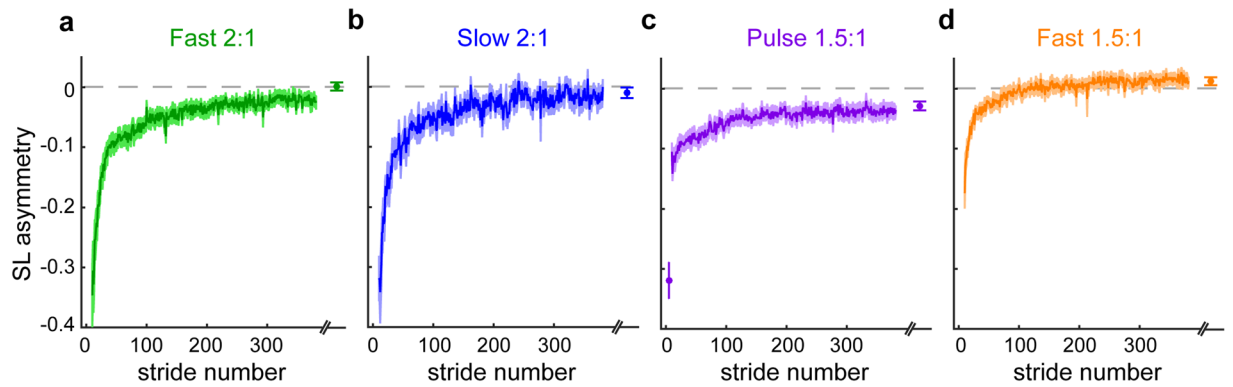 a b c d
Fast 2:1 Slow 2:1 Pulse 1.5:1 Fast 1.5:1
SL asymmetry
0
-0.1
-0.2
-0.3
-0.4
0 100 200 300 0 100 200 300 0 100 200 300 0 100 200 300
stride number stride number stride number stride number